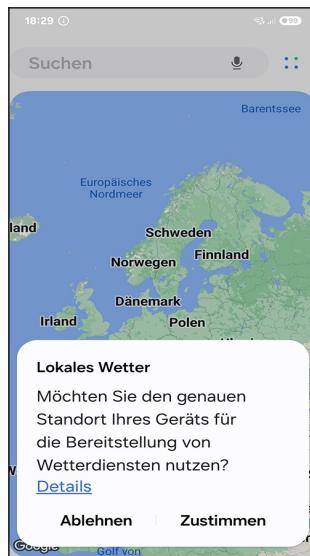 18:29
99
Suchen
Barentssee
Europäisches
Nordmeer
land
Schweden
Norwegen
Finnland
Dänemark
Irland
Polen
Lokales Wetter
Möchten Sie den genauen
Standort Ihres Geräts für
die Bereitstellung von
Wetterdiensten nutzen?
Details
Ablehnen
Zustimmen
Google
Golf von